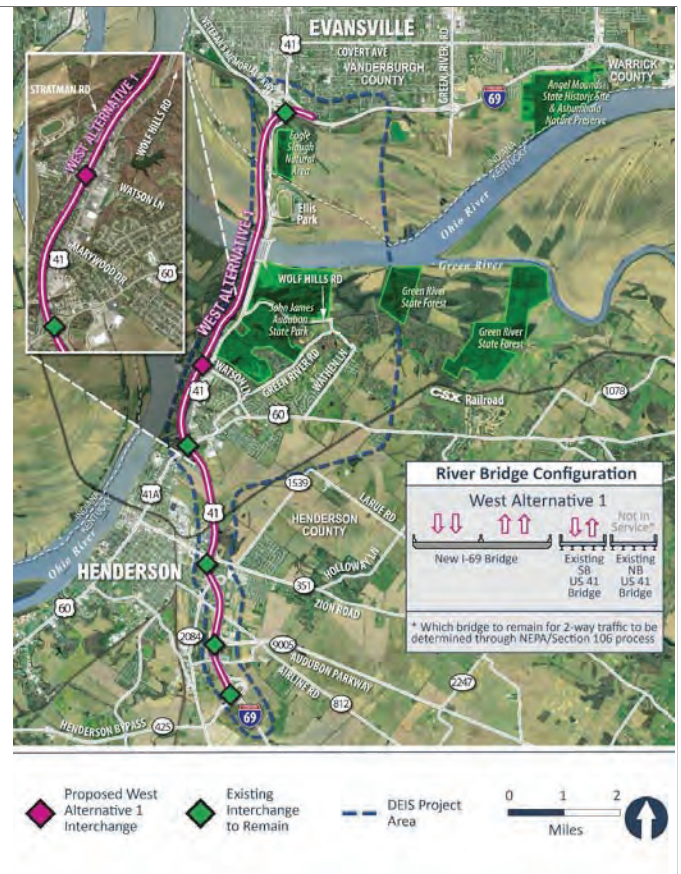 EVANSVILLE
VETERANS MEMORIAL PKWY
41
COVERT AVE
VANDERBURGH
COUNTY
GREEN RIVER RD
69
WARRICK
COUNTY
Angel Mounds
State Historic Site
& Ashumbala
Nature Preserve
Eagle
Slough
Natural
Area
INDIANA
KENTUCKY
Ohio River
Ellis
Park
WEST ALTERNATIVE 1
Green River
WOLF HILLS RD
John James
Audubon
State Park
Green River
State Forest
Green River
State Forest
WATSON LN
GREEN RIVER RD
WATHEN LN
41
60
CSX Railroad
1078
STRATMAN RD
WEST ALTERNATIVE 1
WOLF HILLS RD
WATSON LN
MARYWOOD DR
41
60
INDIANA
KENTUCKY
Ohio River
41A
41
1539
LARUE RD
HENDERSON
COUNTY
HENDERSON
HOLLOWAY LN
351
ZION ROAD
60
2084
9005
AUDUBON PARKWAY
AIRLINE RD
812
2247
HENDERSON BYPASS
425
69
River Bridge Configuration
West Alternative 1
Not in
Service*
New I-69 Bridge
Existing
SB
US 41
Bridge
Existing
NB
US 41
Bridge
* Which bridge to remain for 2-way traffic to be
determined through NEPA/Section 106 process
Proposed West
Alternative 1
Interchange
Existing
Interchange
to Remain
DEIS Project
Area
0 1 2
Miles